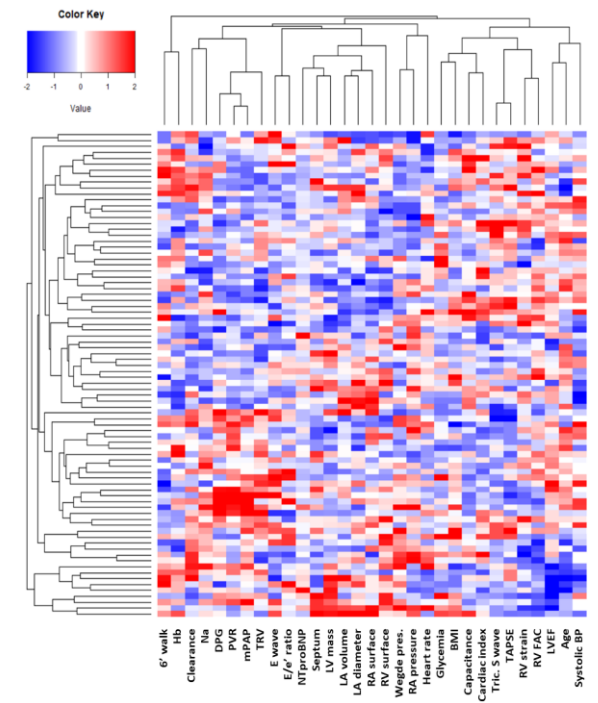 Color Key
-2 -1 0 1 2
Value
6' walk
Hb
Clearance
Na
DPG
PVR
mPAP
TRV
E wave
E/e' ratio
NTproBNP
Septum
LV mass
LA volume
LA diameter
RA surface
RV surface
Wegde pres.
RA pressure
Heart rate
Glycemia
BMI
Capacitance
Cardiac index
Tric. S wave
TAPSE
RV strain
RV FAC
LVEF
Age
Systolic BP